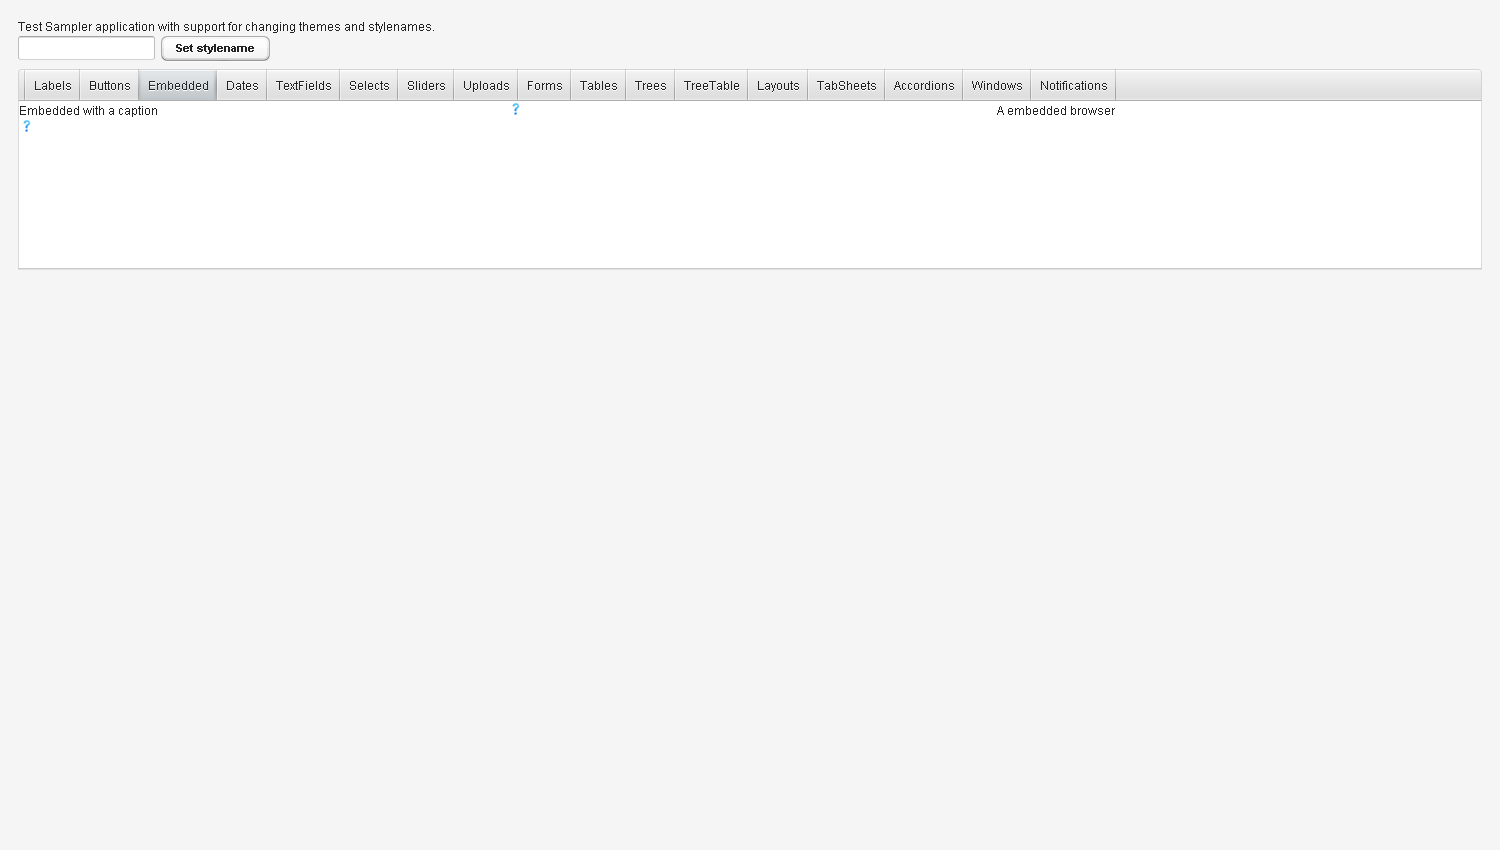 Test Sampler application with support for changing themes and stylenames.
Set stylename
Labels Buttons Embedded Dates TextFields Selects Sliders Uploads Forms Tables Trees TreeTable Layouts TabSheets Accordions Windows Notifications
Embedded with a caption ? A embedded browser
?